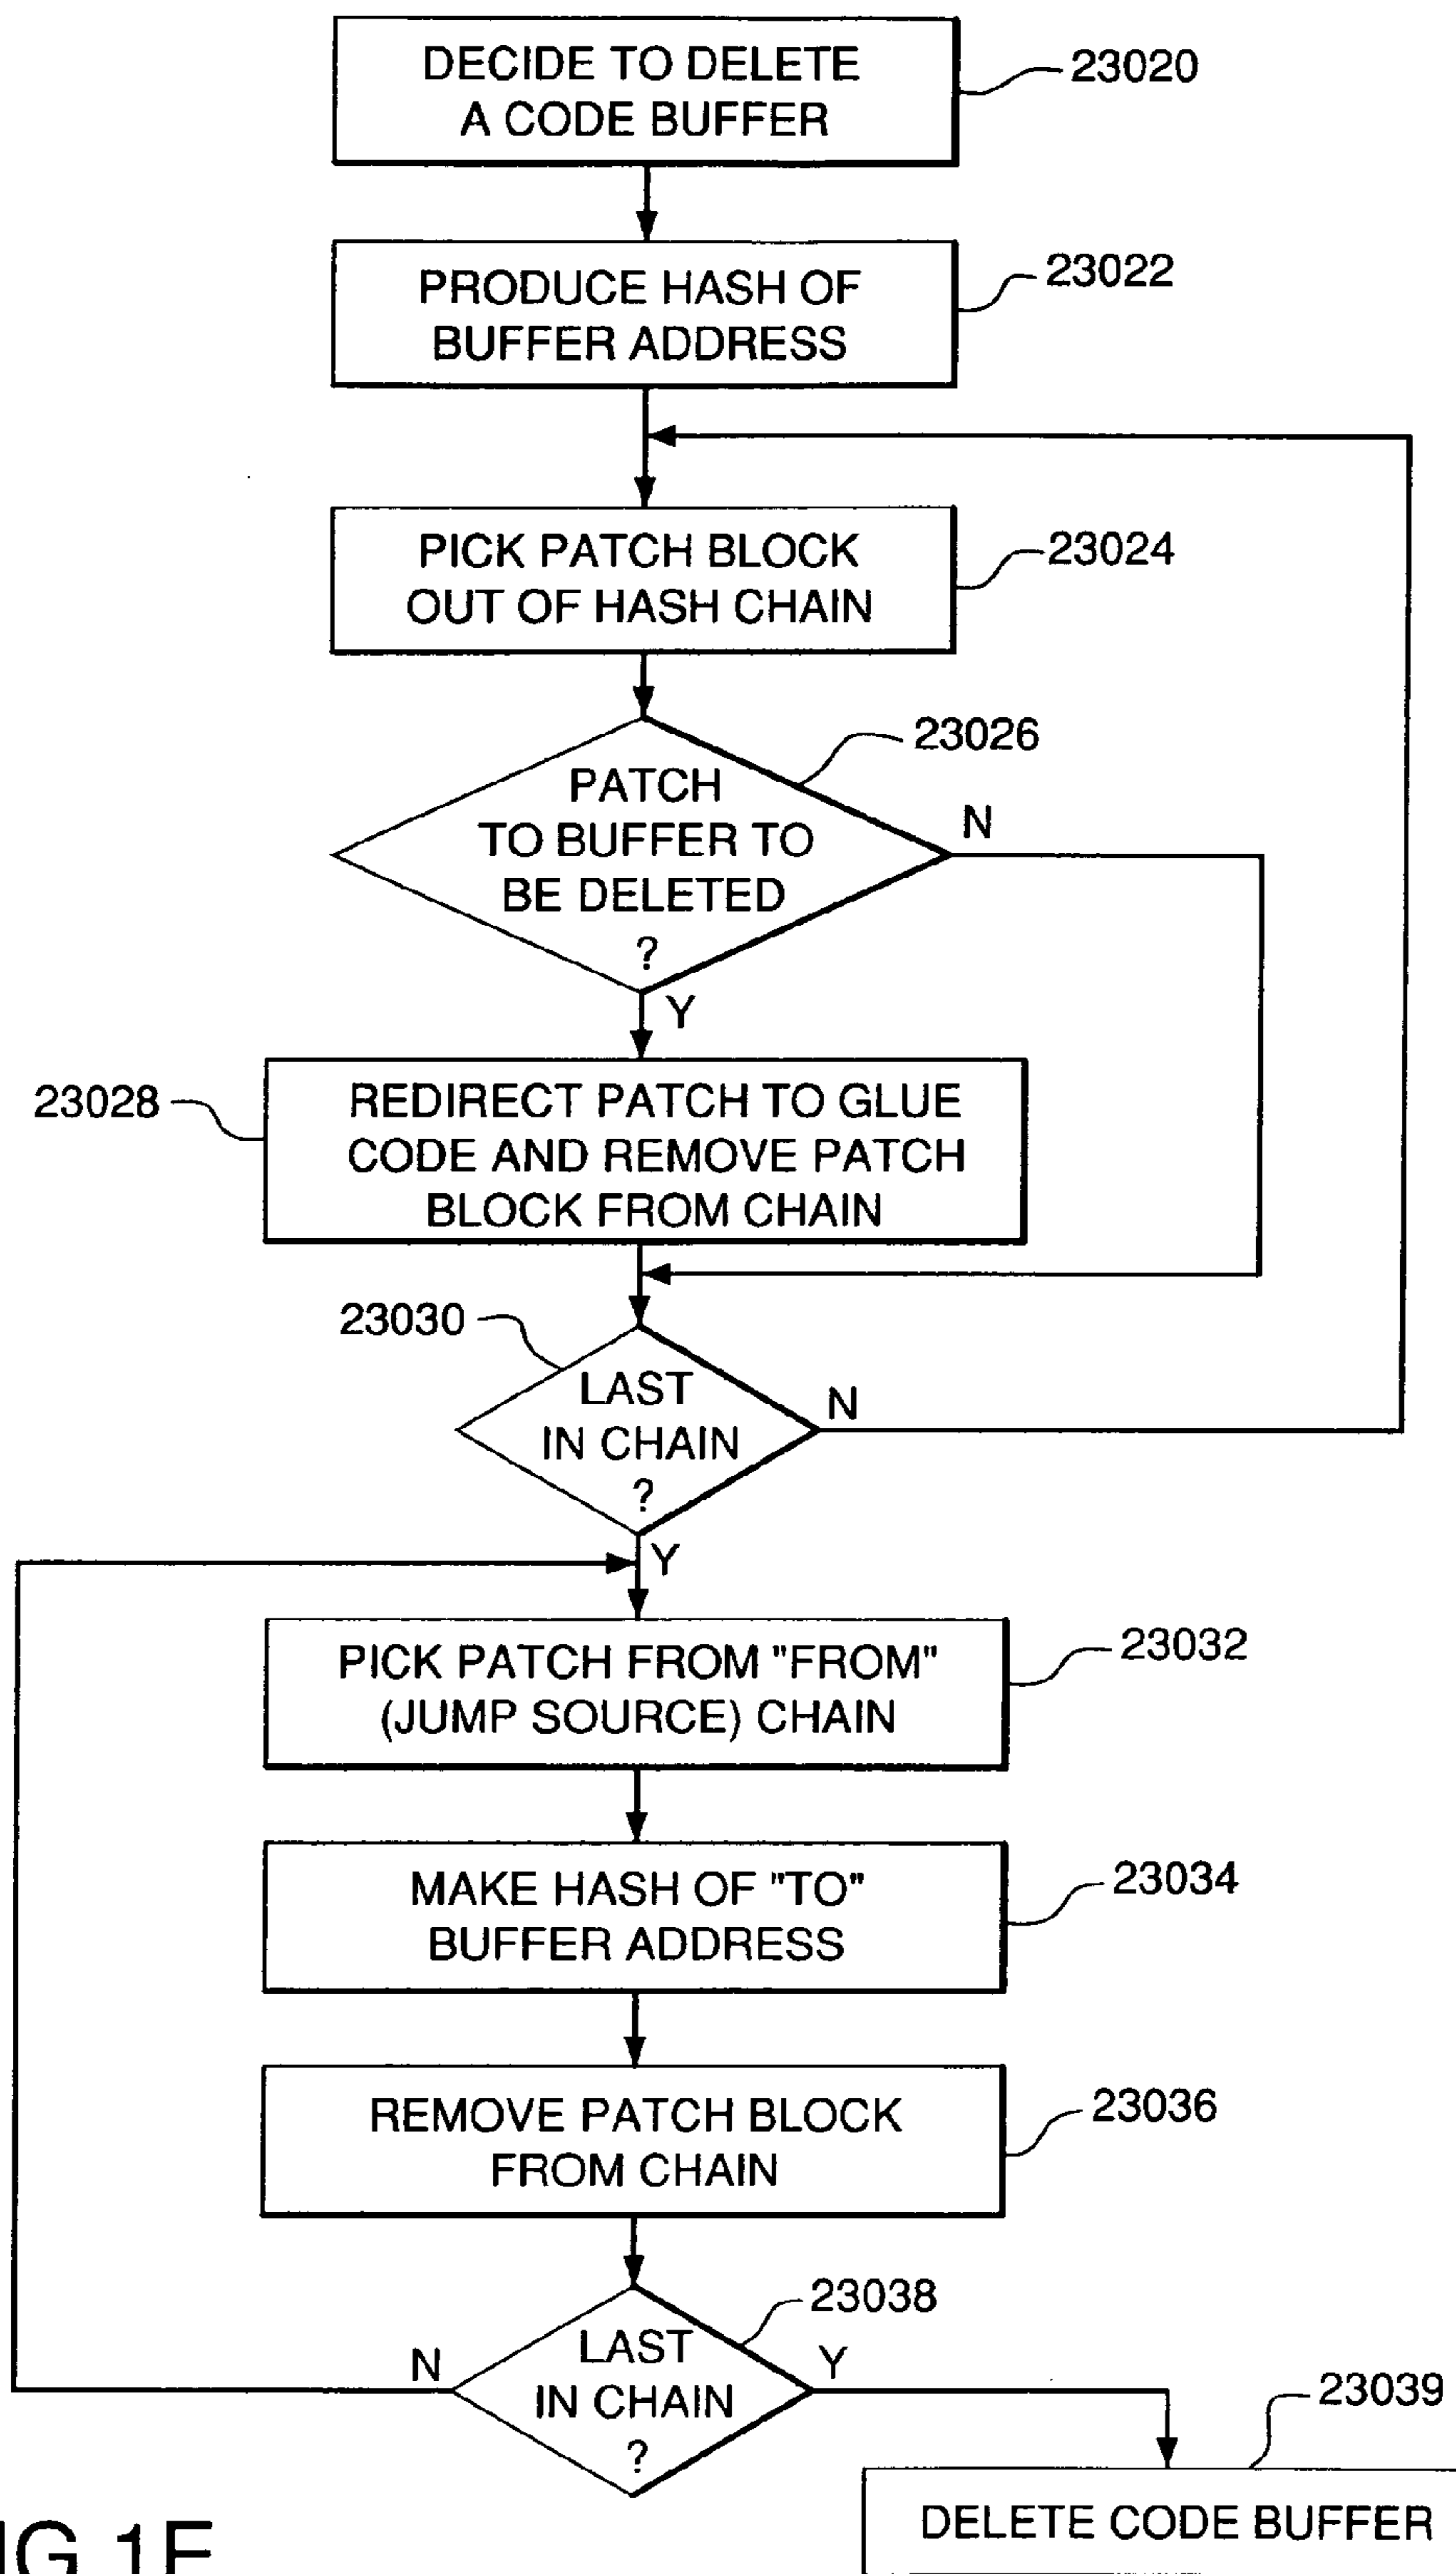 DECIDE TO DELETE
A CODE BUFFER
23020
PRODUCE HASH OF
BUFFER ADDRESS
23022
PICK PATCH BLOCK
OUT OF HASH CHAIN
23024
23026
PATCH
TO BUFFER TO
BE DELETED
?
N
Y
23028
REDIRECT PATCH TO GLUE
CODE AND REMOVE PATCH
BLOCK FROM CHAIN
23030
LAST
IN CHAIN
?
N
Y
PICK PATCH FROM "FROM"
(JUMP SOURCE) CHAIN
23032
MAKE HASH OF "TO"
BUFFER ADDRESS
23034
REMOVE PATCH BLOCK
FROM CHAIN
23036
23038
LAST
IN CHAIN
?
N
Y
23039
DELETE CODE BUFFER